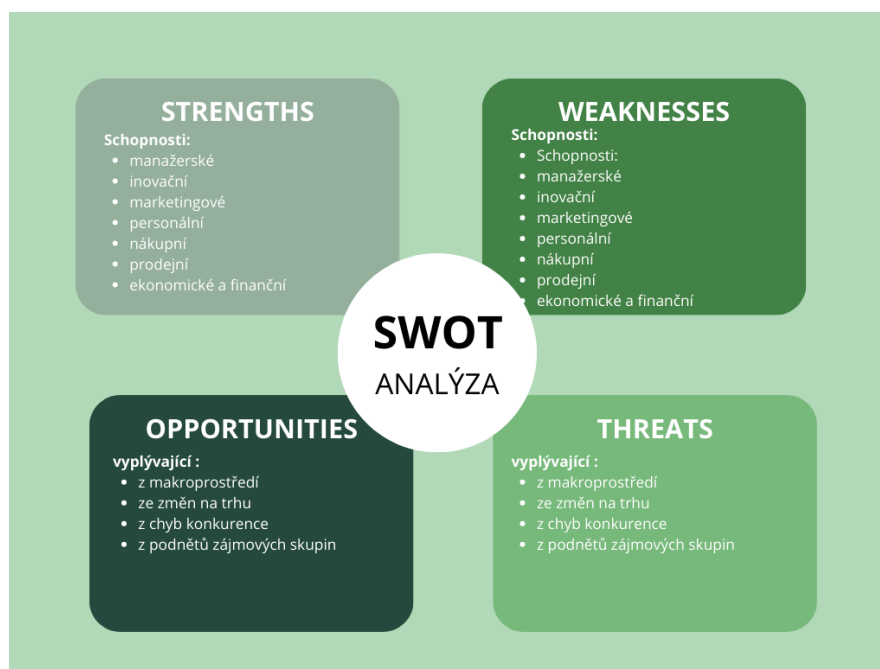 STRENGTHS
Schopnosti:
• manažerské
• inovační
• marketingové
• personální
• nákupní
• prodejní
• ekonomické a finanční
WEAKNESSES
Schopnosti:
• Schopnosti:
• manažerské
• inovační
• marketingové
• personální
• nákupní
• prodejní
• ekonomické a finanční
SWOT
ANALÝZA
OPPORTUNITIES
vyplývající :
• z makroprostředí
• ze změn na trhu
• z chyb konkurence
• z podnětů zájmových skupin
THREATS
vyplývající :
• z makroprostředí
• ze změn na trhu
• z chyb konkurence
• z podnětů zájmových skupin